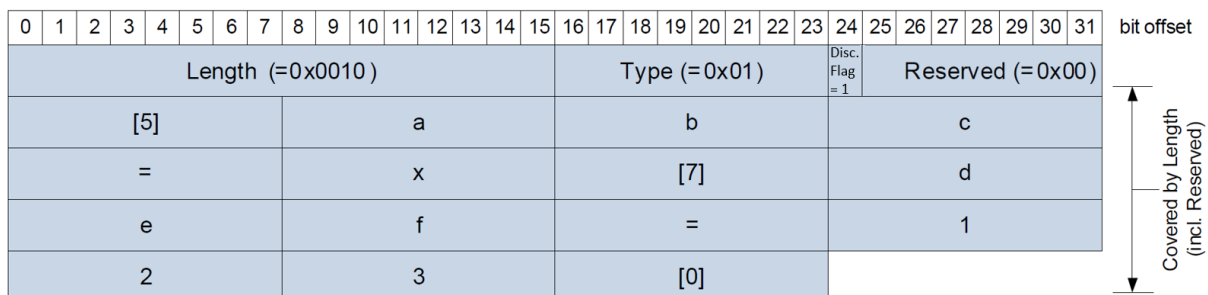 0 1 2 3 4 5 6 7 8 9 10 11 12 13 14 15 16 17 18 19 20 21 22 23 24 25 26 27 28 29 30 31 bit offset
Length (=0x0010) Type (=0x01) Disc. Flag = 1 Reserved (=0x00)
[5] a b c
= x [7] d
e f = 1
2 3 [0]
Covered by Length
(incl. Reserved)